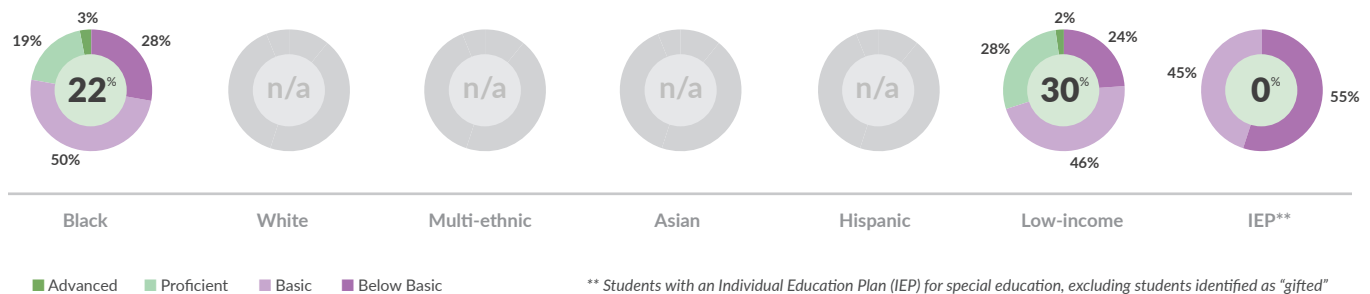 3%
19%
28%
22%
50%
n/a
n/a
n/a
n/a
2%
28%
24%
30%
46%
45%
0%
55%
Black
White
Multi-ethnic
Asian
Hispanic
Low-income
IEP**
Advanced
Proficient
Basic
Below Basic
** Students with an Individual Education Plan (IEP) for special education, excluding students identified as “gifted”